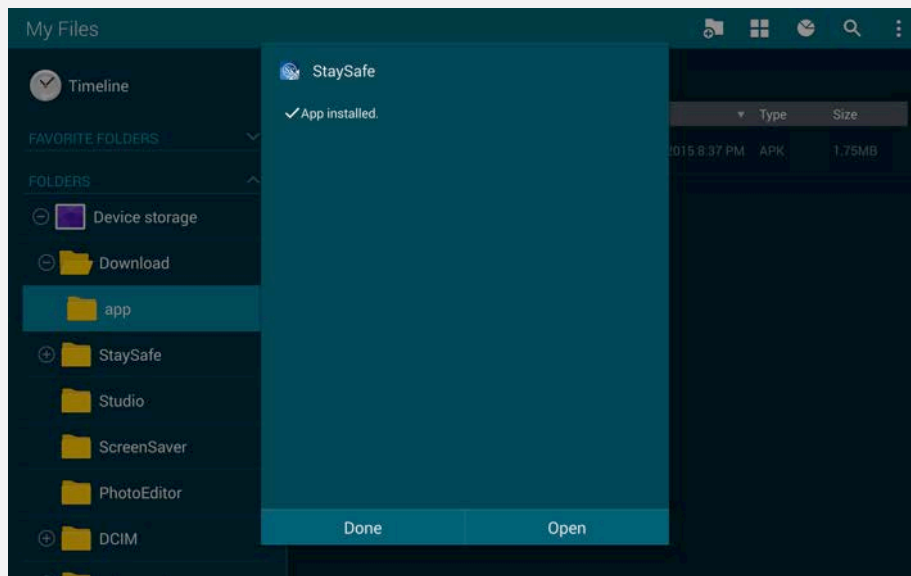 My Files
Timeline
FAVORITE FOLDERS
FOLDERS
Device storage
Download
app
StaySafe
Studio
ScreenSaver
PhotoEditor
DCIM
StaySafe
App installed.
Done
Open
Type Size
2015 8:37 PM APK 1.75MB